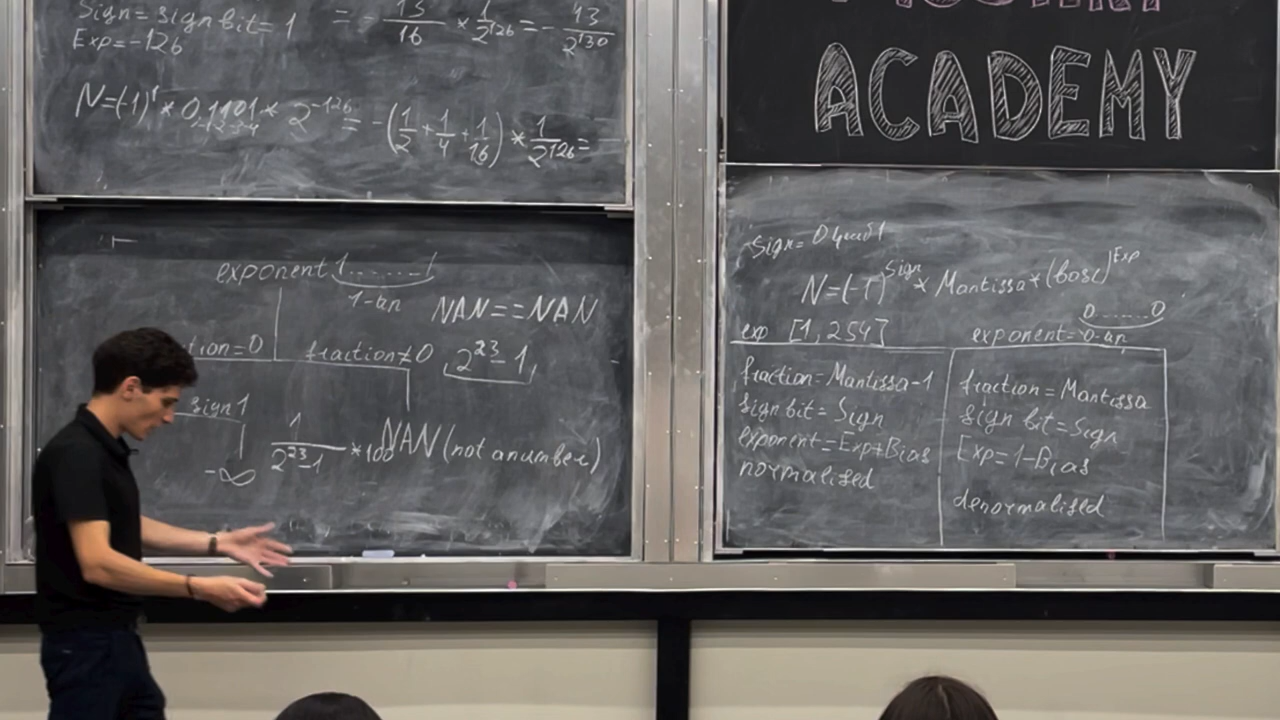 Sign = sign bit = 1
Exp = -126
= - 13/16 × 1/2^126 = - 13/2^130
N = (-1)^1 * 0,1101 * 2^-126 = - (1/2 + 1/4 + 1/16) * 1/2^126 =
exponent 1.......1
NAN == NAN
tion = 0
fraction ≠ 0
2^23 - 1,
sign 1
-∞
1/(2^23 - 1) * 100
NAN (not a number)
ACADEMY
Sign = 0 կամ 1
N = (-1)^Sign * Mantissa * (base)^Exp
exp [1, 254]
fraction = Mantissa - 1
sign bit = Sign
exponent = Exp + Bias
normalised
0.......0
exponent = 0-ան
fraction = Mantissa
sign bit = Sign
Exp = 1 - Bias
denormalised